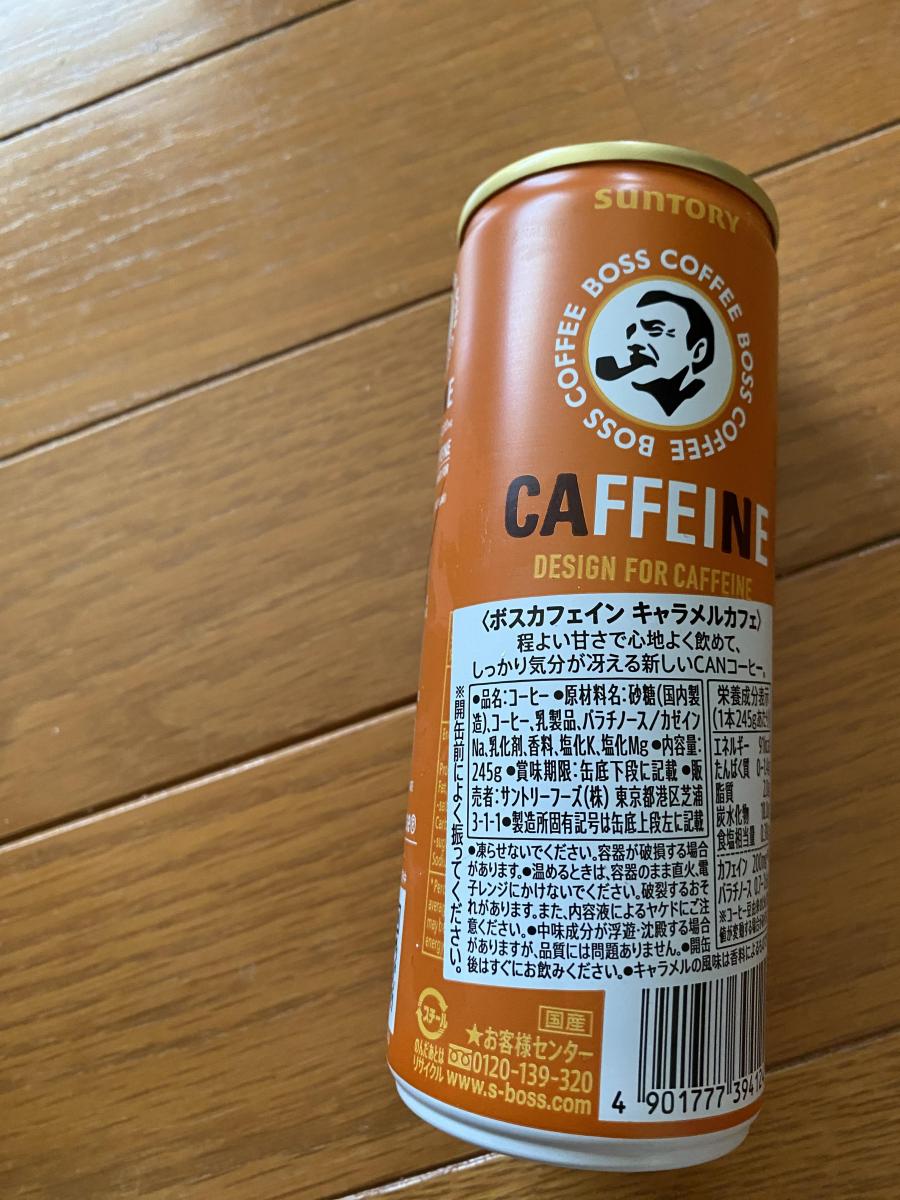 SUNTORY
BOSS COFFEE BOSS COFFEE BOSS COFFEE
CAFFEINE
DESIGN FOR CAFFEINE
〈ボスカフェイン キャラメルカフェ〉
程よい甘さで心地よく飲めて、
しっかり気分が冴える新しいCANコーヒー。
※開缶前によく振ってください。
●品名:コーヒー ●原材料名:砂糖(国内製
造)、コーヒー、乳製品、パラチノース/カゼイン
Na、乳化剤、香料、塩化K、塩化Mg ●内容量:
245g ●賞味期限:缶底下段に記載 ●販
売者:サントリーフーズ(株) 東京都港区芝浦
3-1-1●製造所固有記号は缶底上段左に記載
栄養成分表示
(1本245gあたり)
エネルギー
たんぱく質
脂質
炭水化物
食塩相当量
カフェイン 200mg
パラチノース
●凍らせないでください。容器が破損する場合
があります。●温めるときは、容器のまま直火、電
子レンジにかけないでください。破裂するおそ
れがあります。また、内容液によるヤケドにご注
意ください。●中味成分が浮遊・沈殿する場合
がありますが、品質には問題ありません。●開缶
後はすぐにお飲みください。●キャラメルの風味は香料による
スチール
のんだあとは
リサイクル
国産
★お客様センター
0120-139-320
www.s-boss.com
4 901777 39412